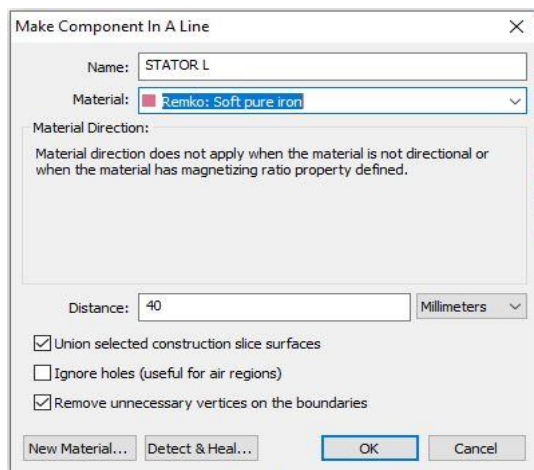 Make Component In A Line
Name: STATOR L
Material: Remko: Soft pure iron
Material Direction:
Material direction does not apply when the material is not directional or
when the material has magnetizing ratio property defined.
Distance: 40 Millimeters
Union selected construction slice surfaces
Ignore holes (useful for air regions)
Remove unnecessary vertices on the boundaries
New Material... Detect & Heal... OK Cancel